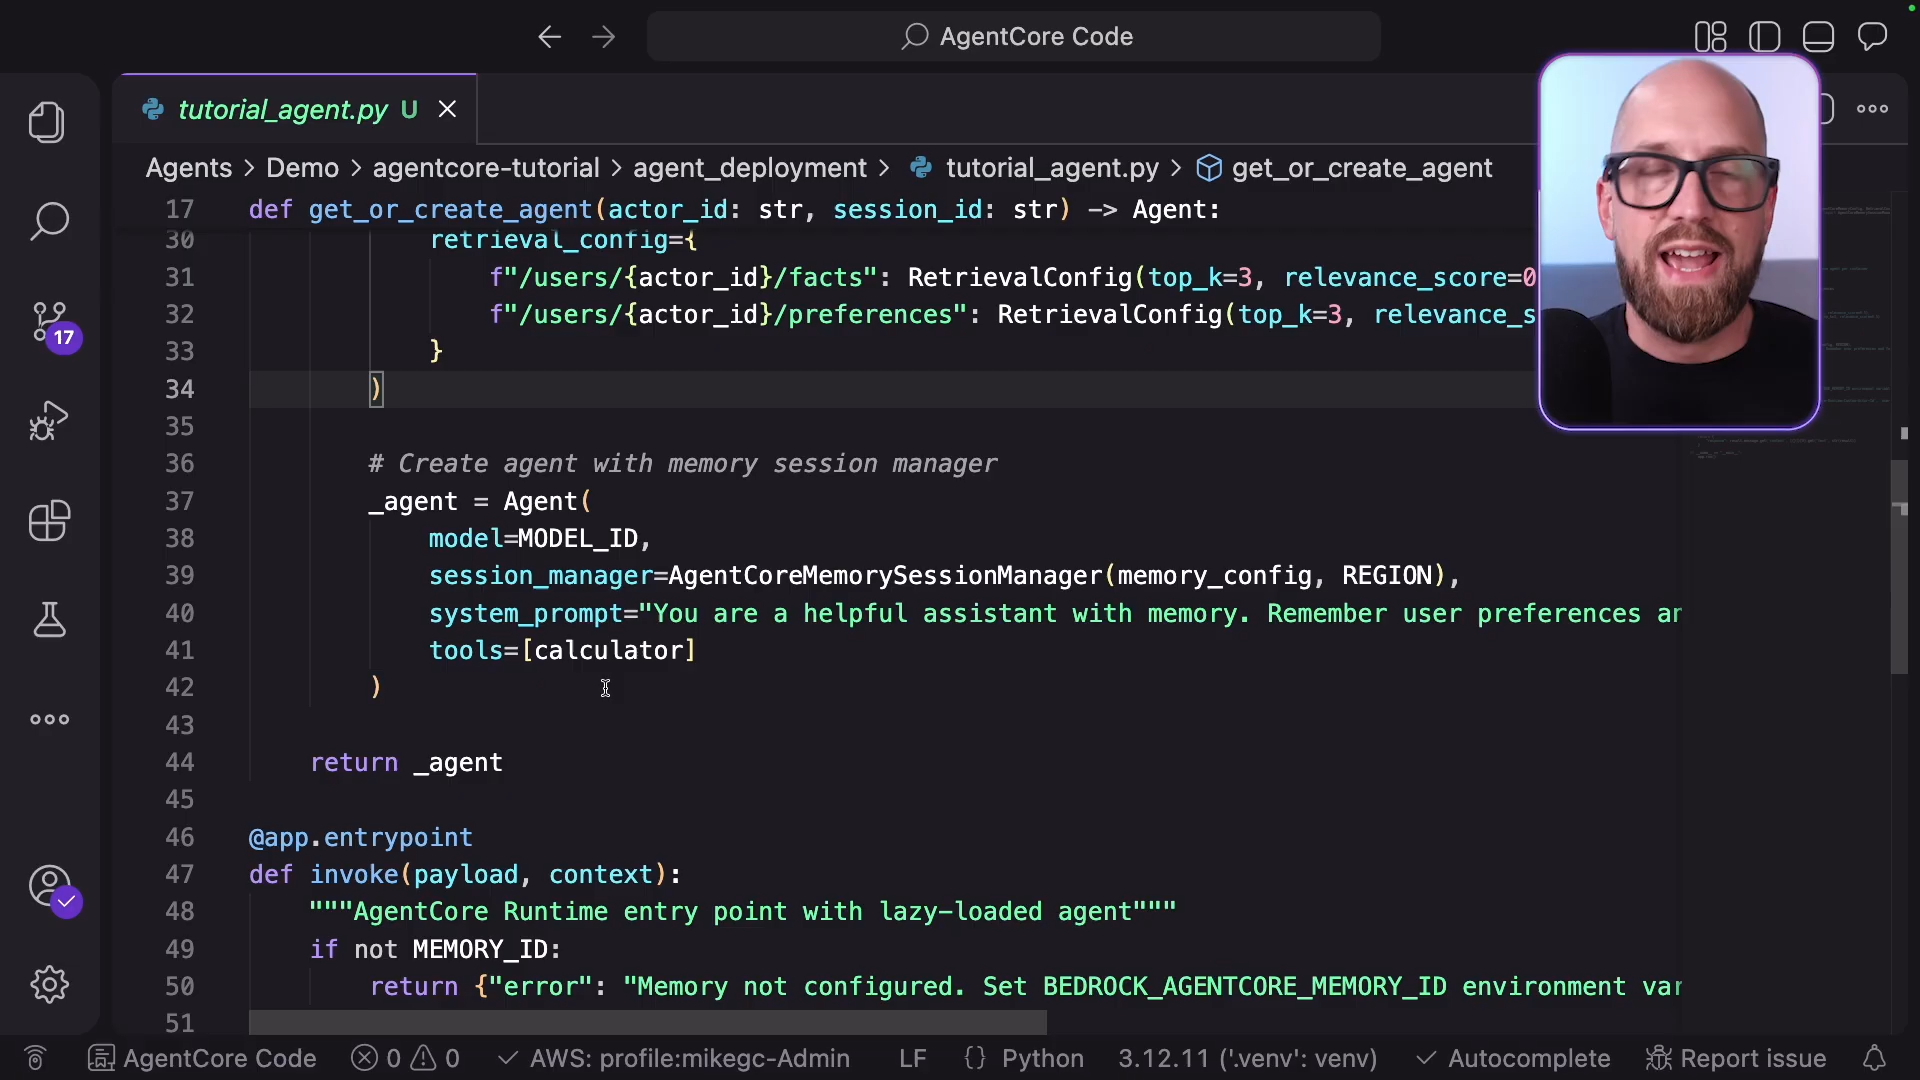 AgentCore Code
tutorial_agent.py U
Agents > Demo > agentcore-tutorial > agent_deployment > tutorial_agent.py > get_or_create_agent
17 def get_or_create_agent(actor_id: str, session_id: str) -> Agent:
30 retrieval_config={
31 f"/users/{actor_id}/facts": RetrievalConfig(top_k=3, relevance_score=0
32 f"/users/{actor_id}/preferences": RetrievalConfig(top_k=3, relevance_s
33 }
34 )
35
36 # Create agent with memory session manager
37 _agent = Agent(
38 model=MODEL_ID,
39 session_manager=AgentCoreMemorySessionManager(memory_config, REGION),
40 system_prompt="You are a helpful assistant with memory. Remember user preferences an
41 tools=[calculator]
42 )
43
44 return _agent
45
46 @app.entrypoint
47 def invoke(payload, context):
48 """AgentCore Runtime entry point with lazy-loaded agent"""
49 if not MEMORY_ID:
50 return {"error": "Memory not configured. Set BEDROCK_AGENTCORE_MEMORY_ID environment var
51
17
AgentCore Code 0 0 AWS: profile:mikegc-Admin LF {} Python 3.12.11 ('.venv': venv) Autocomplete Report issue